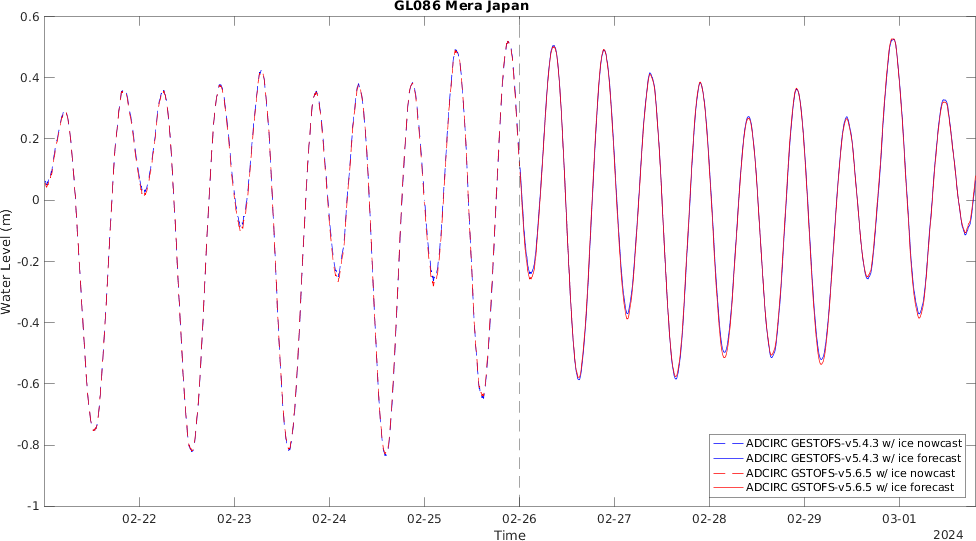 GL086 Mera Japan
0.6
0.4
0.2
0
-0.2
-0.4
-0.6
-0.8
-1
Water Level (m)
02-22
02-23
02-24
02-25
02-26
02-27
02-28
02-29
03-01
Time
2024
ADCIRC GESTOFS-v5.4.3 w/ ice nowcast
ADCIRC GESTOFS-v5.4.3 w/ ice forecast
ADCIRC GSTOFS-v5.6.5 w/ ice nowcast
ADCIRC GSTOFS-v5.6.5 w/ ice forecast